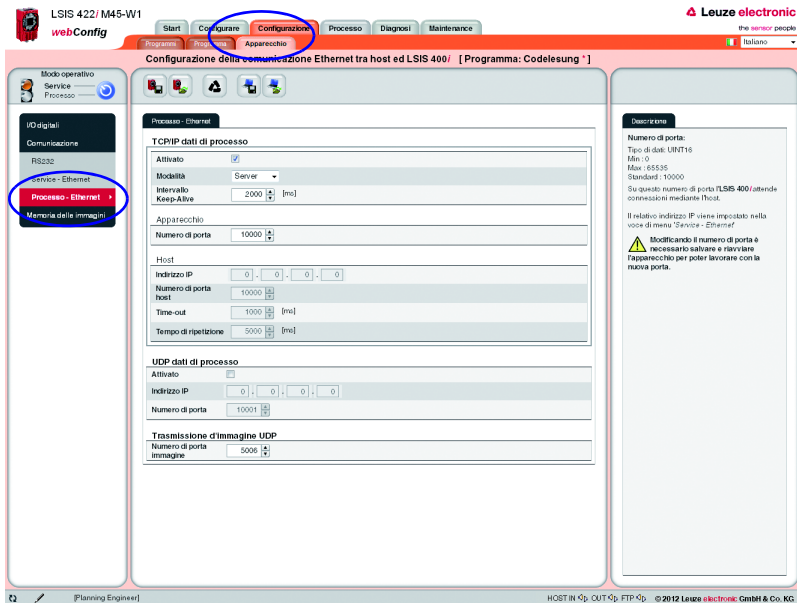 LSIS 422i M45-W1
webConfig
Start
Configurare
Configurazione
Processo
Diagnosi
Maintenance
Leuze electronic
the sensor people
Programmi
Programma
Apparecchio
Italiano
Configurazione della comunicazione Ethernet tra host ed LSIS 400i [ Programma: Codelesung * ]
Modo operativo
Service
Processo
I/O digitali
Comunicazione
RS232
Service - Ethernet
Processo - Ethernet
Memoria delle immagini
Processo - Ethernet
TCP/IP dati di processo
Attivato
Modalità Server
Intervallo
Keep-Alive 2000 [ms]
Apparecchio
Numero di porta 10000
Host
Indirizzo IP 0 . 0 . 0 . 0
Numero di porta
host 10000
Time-out 1000 [ms]
Tempo di ripetizione 5000 [ms]
UDP dati di processo
Attivato
Indirizzo IP 0 . 0 . 0 . 0
Numero di porta 10001
Trasmissione d'immagine UDP
Numero di porta
immagine 5006
Descrizione
Numero di porta:
Tipo di dati: UINT16
Min : 0
Max : 65535
Standard : 10000
Su questo numero di porta l'LSIS 400i attende
connessioni mediante l'host.
Il relativo indirizzo IP viene impostato nella
voce di menu 'Service - Ethernet'
Modificando il numero di porta è
necessario salvare e riavviare
l'apparecchio per poter lavorare con la
nuova porta.
[Planning Engineer]
HOST IN OUT FTP © 2012 Leuze electronic GmbH & Co. KG